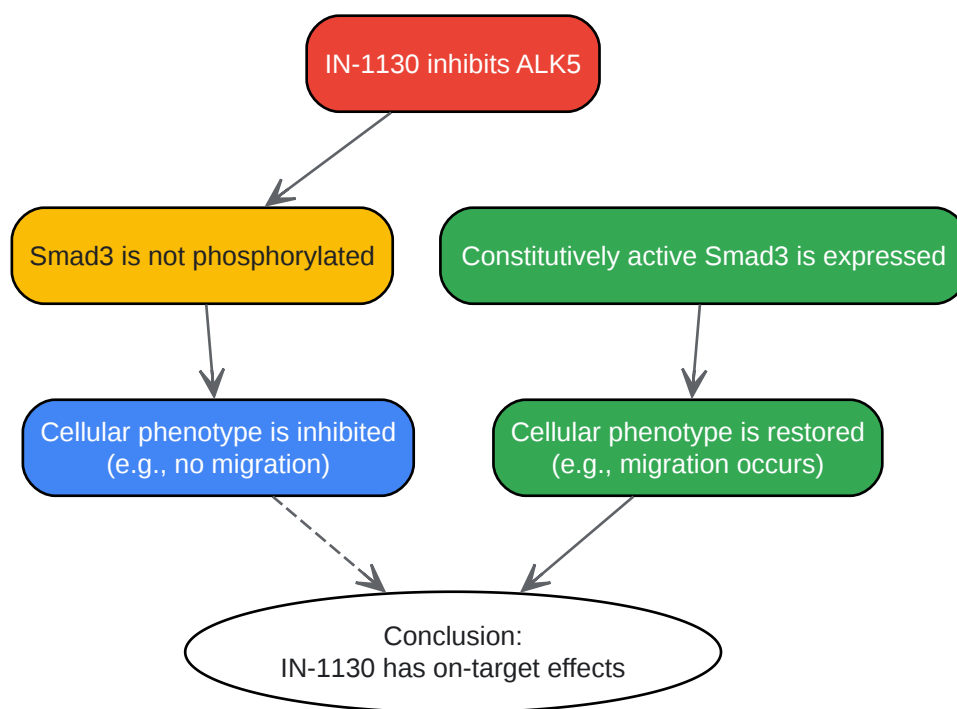 IN-1130 inhibits ALK5
Smad3 is not phosphorylated
Constitutively active Smad3 is expressed
Cellular phenotype is inhibited
(e.g., no migration)
Cellular phenotype is restored
(e.g., migration occurs)
Conclusion:
IN-1130 has on-target effects